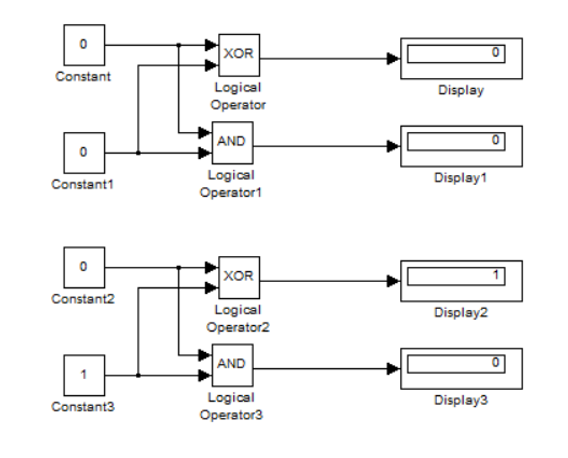 0
XOR
0
Constant
Logical
Operator
Display
0
AND
0
Constant1
Logical
Operator1
Display1
0
XOR
1
Constant2
Logical
Operator2
Display2
1
AND
0
Constant3
Logical
Operator3
Display3